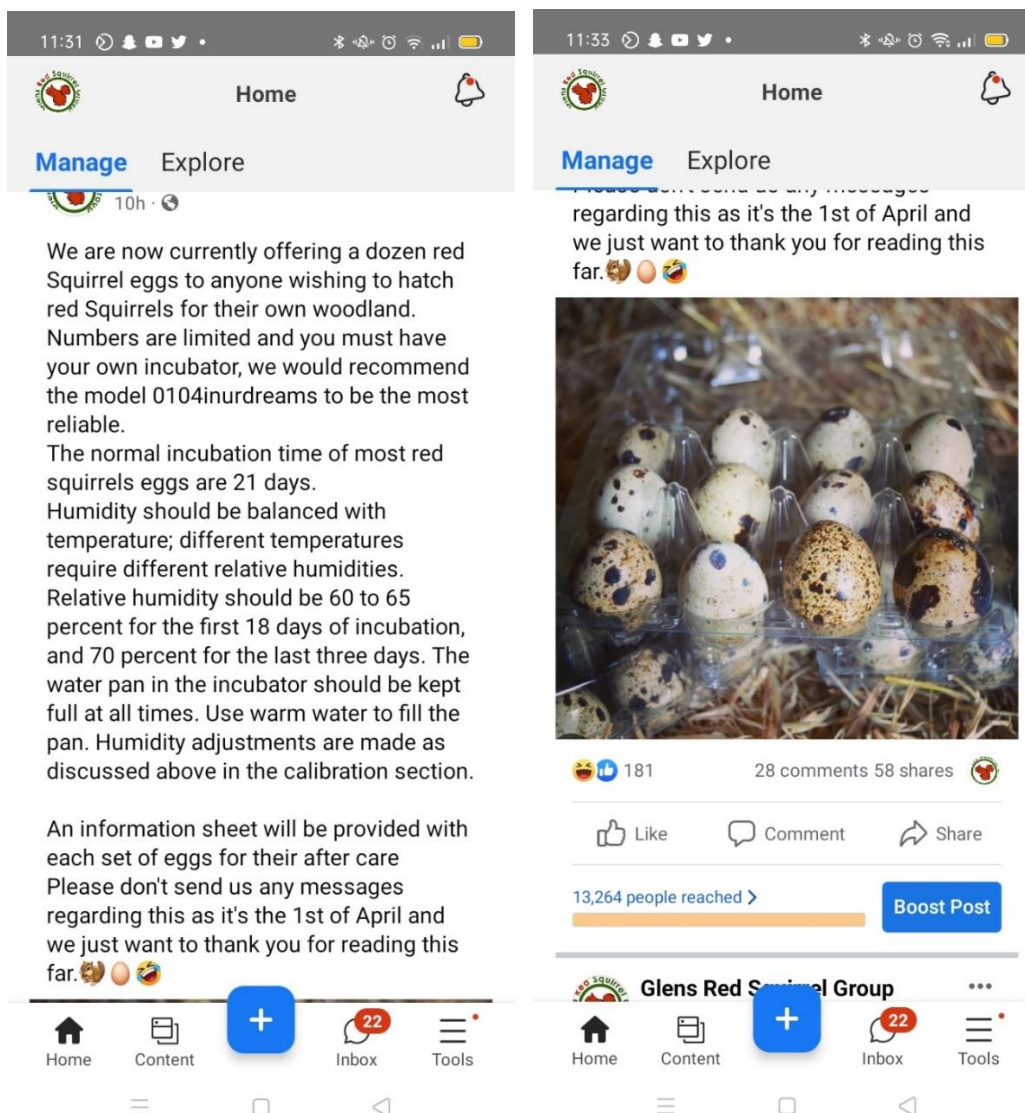 11:31
Home
Manage Explore
10h
We are now currently offering a dozen red
Squirrel eggs to anyone wishing to hatch
red Squirrels for their own woodland.
Numbers are limited and you must have
your own incubator, we would recommend
the model 0104inurdreams to be the most
reliable.
The normal incubation time of most red
squirrels eggs are 21 days.
Humidity should be balanced with
temperature; different temperatures
require different relative humidities.
Relative humidity should be 60 to 65
percent for the first 18 days of incubation,
and 70 percent for the last three days. The
water pan in the incubator should be kept
full at all times. Use warm water to fill the
pan. Humidity adjustments are made as
discussed above in the calibration section.
An information sheet will be provided with
each set of eggs for their after care
Please don't send us any messages
regarding this as it's the 1st of April and
we just want to thank you for reading this
far.🐿️🥚🤣
Home Content + Inbox 22 Tools
11:33
Home
Manage Explore
Please don't send us any messages
regarding this as it's the 1st of April and
we just want to thank you for reading this
far.🐿️🥚🤣
181 28 comments 58 shares
Like Comment Share
13,264 people reached >
Boost Post
Glens Red Squirrel Group
Home Content + Inbox 22 Tools